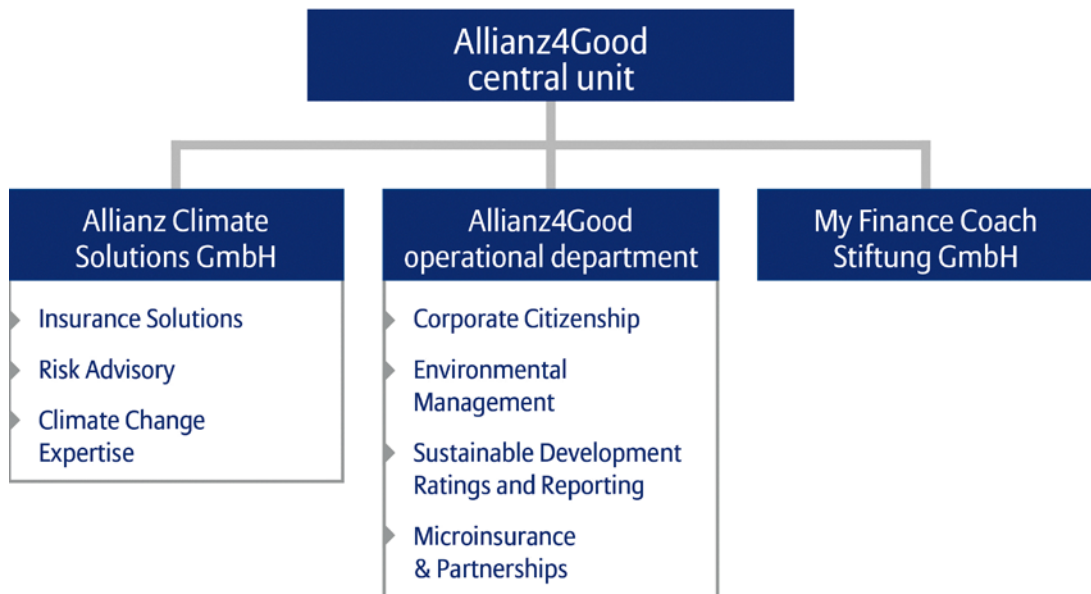 Allianz4Good
central unit
Allianz Climate
Solutions GmbH
Insurance Solutions
Risk Advisory
Climate Change
Expertise
Allianz4Good
operational department
Corporate Citizenship
Environmental
Management
Sustainable Development
Ratings and Reporting
Microinsurance
& Partnerships
My Finance Coach
Stiftung GmbH